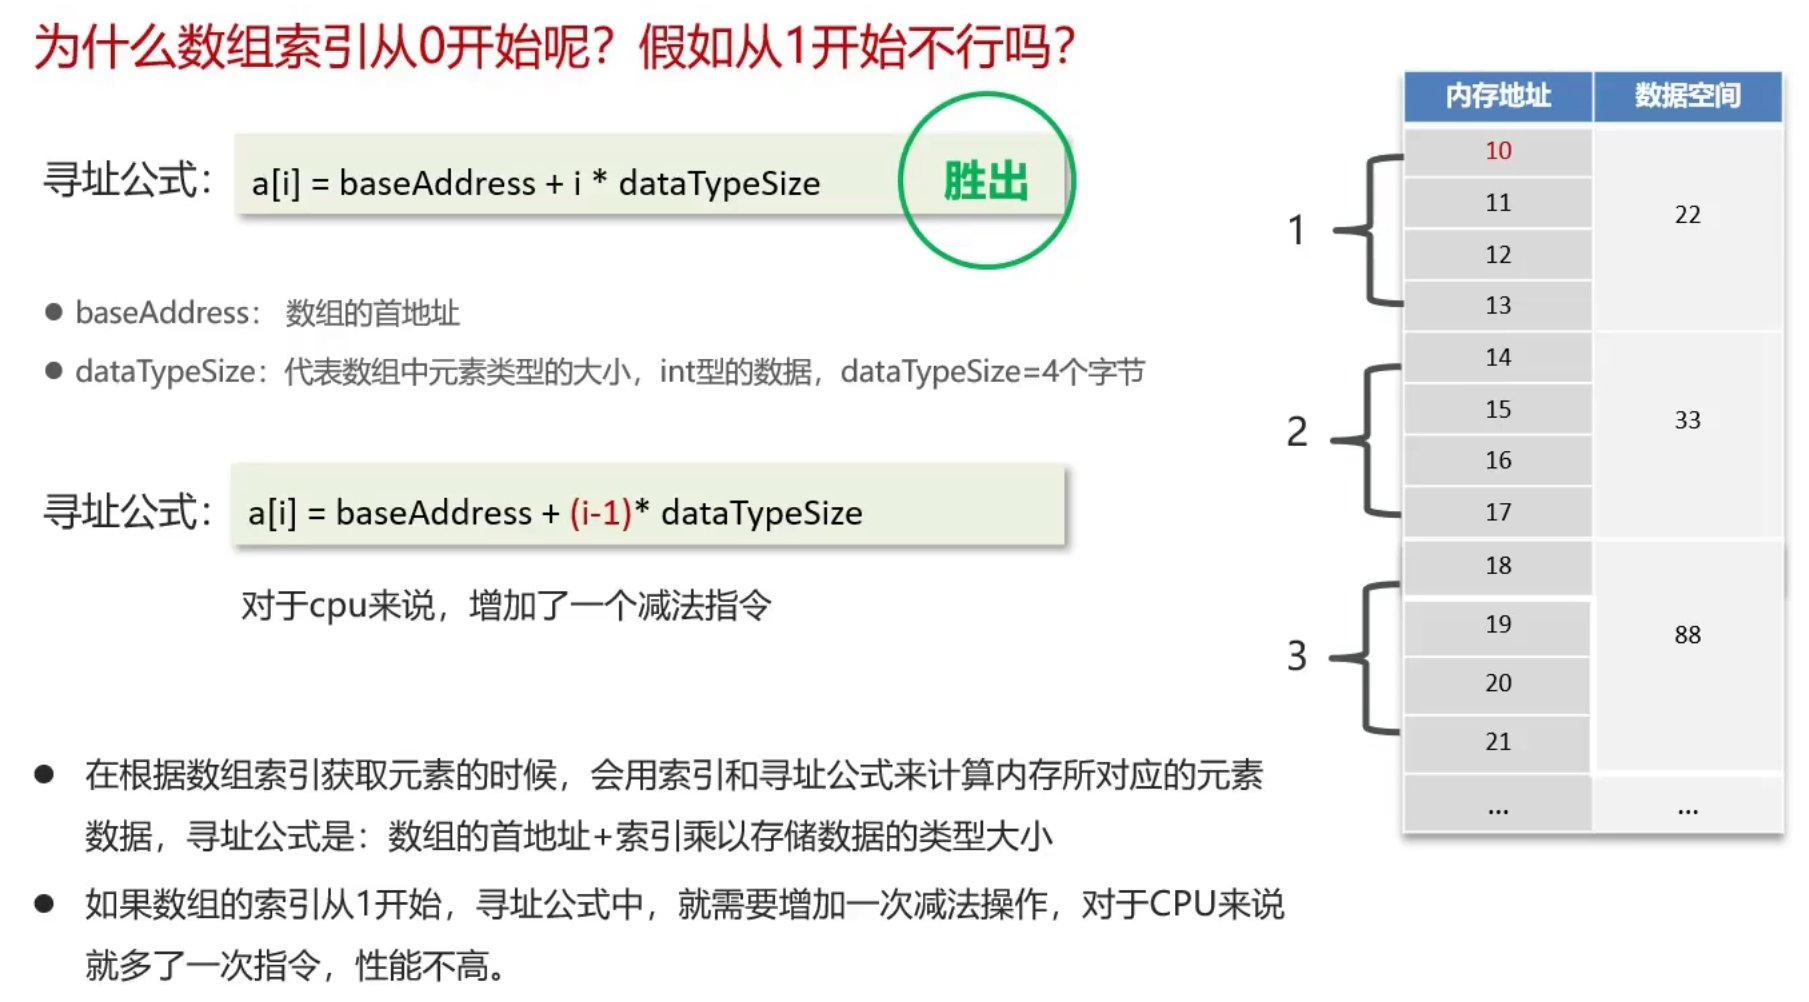 为什么数组索引从0开始呢？假如从1开始不行吗？
寻址公式：
a[i] = baseAddress + i * dataTypeSize
胜出
baseAddress： 数组的首地址
dataTypeSize：代表数组中元素类型的大小，int型的数据，dataTypeSize=4个字节
寻址公式：
a[i] = baseAddress + (i-1)* dataTypeSize
对于cpu来说，增加了一个减法指令
在根据数组索引获取元素的时候，会用索引和寻址公式来计算内存所对应的元素
数据，寻址公式是：数组的首地址+索引乘以存储数据的类型大小
如果数组的索引从1开始，寻址公式中，就需要增加一次减法操作，对于CPU来说
就多了一次指令，性能不高。
内存地址 数据空间
1
10
11
12
13
22
2
14
15
16
17
33
3
18
19
20
21
88
... ...